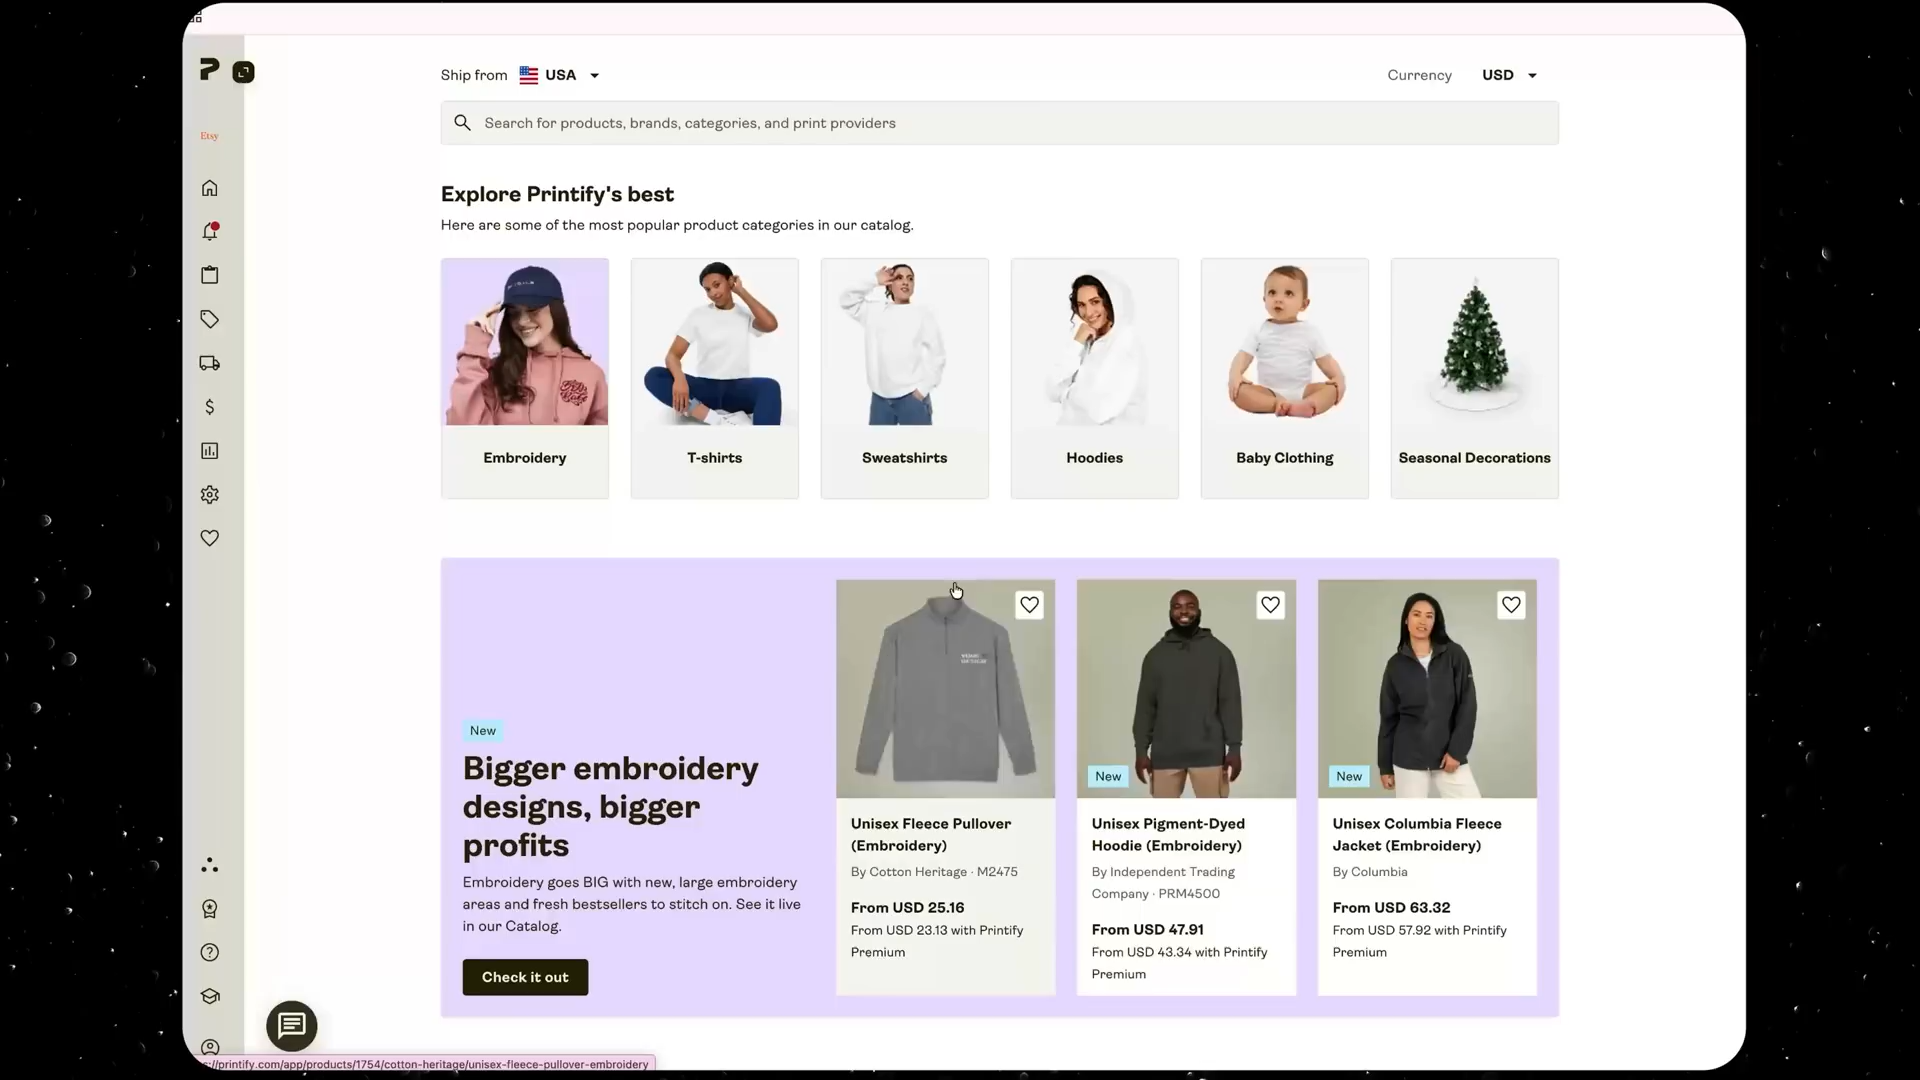 Ship from USA
Currency USD
Etsy
Search for products, brands, categories, and print providers
Explore Printify's best
Here are some of the most popular product categories in our catalog.
Embroidery
T-shirts
Sweatshirts
Hoodies
Baby Clothing
Seasonal Decorations
New
Bigger embroidery
designs, bigger
profits
Embroidery goes BIG with new, large embroidery
areas and fresh bestsellers to stitch on. See it live
in our Catalog.
Check it out
Unisex Fleece Pullover
(Embroidery)
By Cotton Heritage · M2475
From USD 25.16
From USD 23.13 with Printify
Premium
New
Unisex Pigment-Dyed
Hoodie (Embroidery)
By Independent Trading
Company · PRM4500
From USD 47.91
From USD 43.34 with Printify
Premium
New
Unisex Columbia Fleece
Jacket (Embroidery)
By Columbia
From USD 63.32
From USD 57.92 with Printify
Premium
://printify.com/app/products/1754/cotton-heritage/unisex-fleece-pullover-embroidery